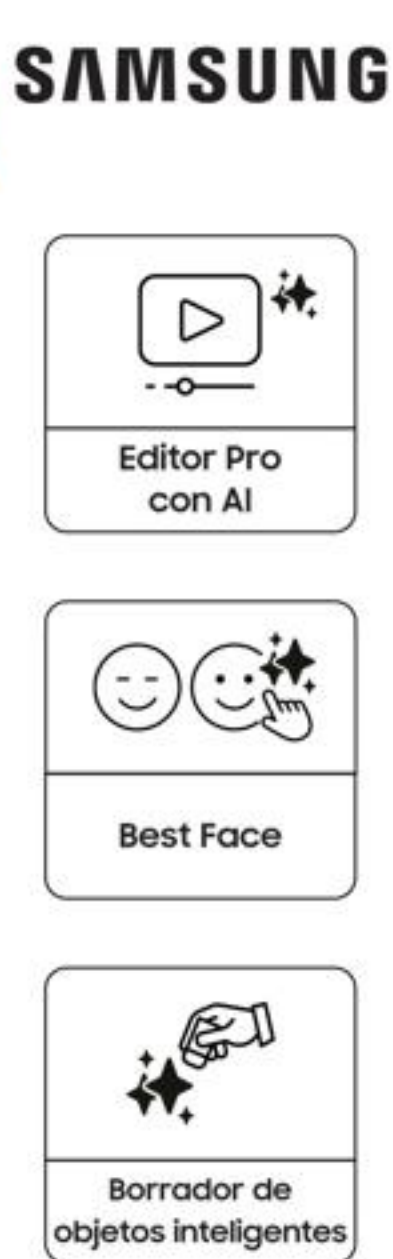 SAMSUNG
Editor Pro
con AI
Best Face
Borrador de
objetos inteligentes